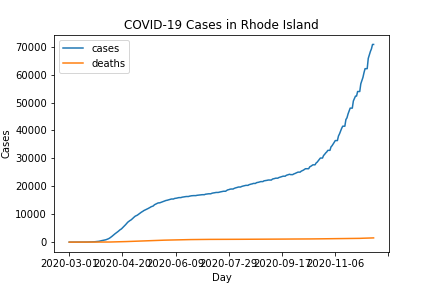 COVID-19 Cases in Rhode Island
cases
deaths
70000
60000
50000
40000
30000
20000
10000
0
Cases
2020-03-01 2020-04-20 2020-06-09 2020-07-29 2020-09-17 2020-11-06
Day